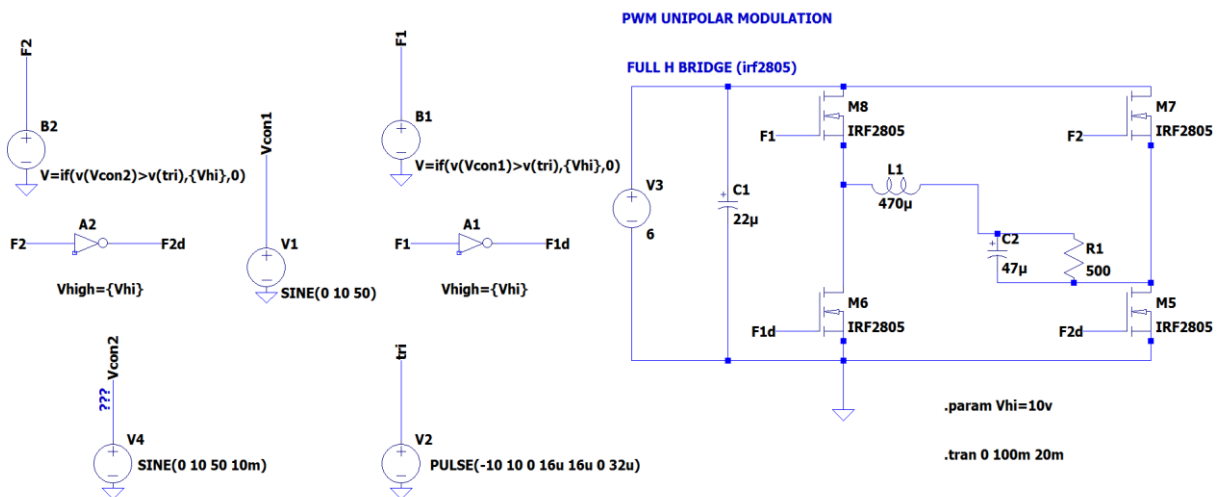 PWM UNIPOLAR MODULATION
FULL H BRIDGE (irf2805)
F2
B2
V=if(v(Vcon2)>v(tri),{Vhi},0)
F1
B1
V=if(v(Vcon1)>v(tri),{Vhi},0)
Vcon1
V1
SINE(0 10 50)
F2
A2
F2d
Vhigh={Vhi}
F1
A1
F1d
Vhigh={Vhi}
Vcon2
???
V4
SINE(0 10 50 10m)
tri
V2
PULSE(-10 10 0 16u 16u 0 32u)
V3
6
C1
22µ
F1
M8
IRF2805
F2
M7
IRF2805
L1
470µ
C2
47µ
R1
500
F1d
M6
IRF2805
F2d
M5
IRF2805
.param Vhi=10v
.tran 0 100m 20m